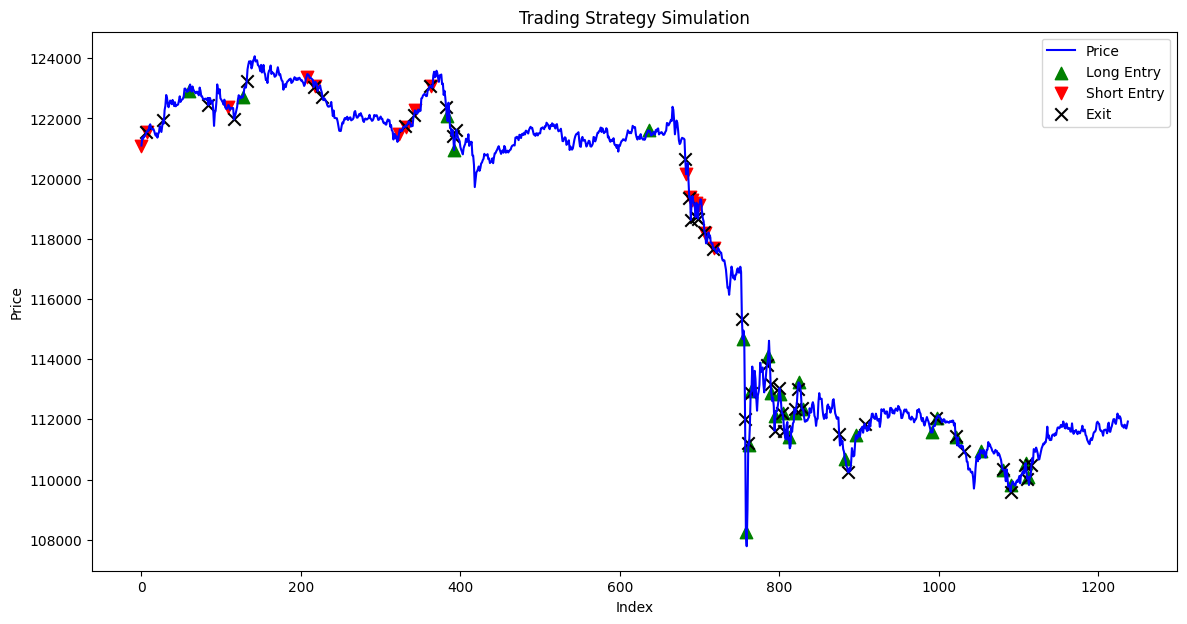 Trading Strategy Simulation
Price
Long Entry
Short Entry
Exit
124000
122000
120000
118000
116000
114000
112000
110000
108000
Price
0 200 400 600 800 1000 1200
Index